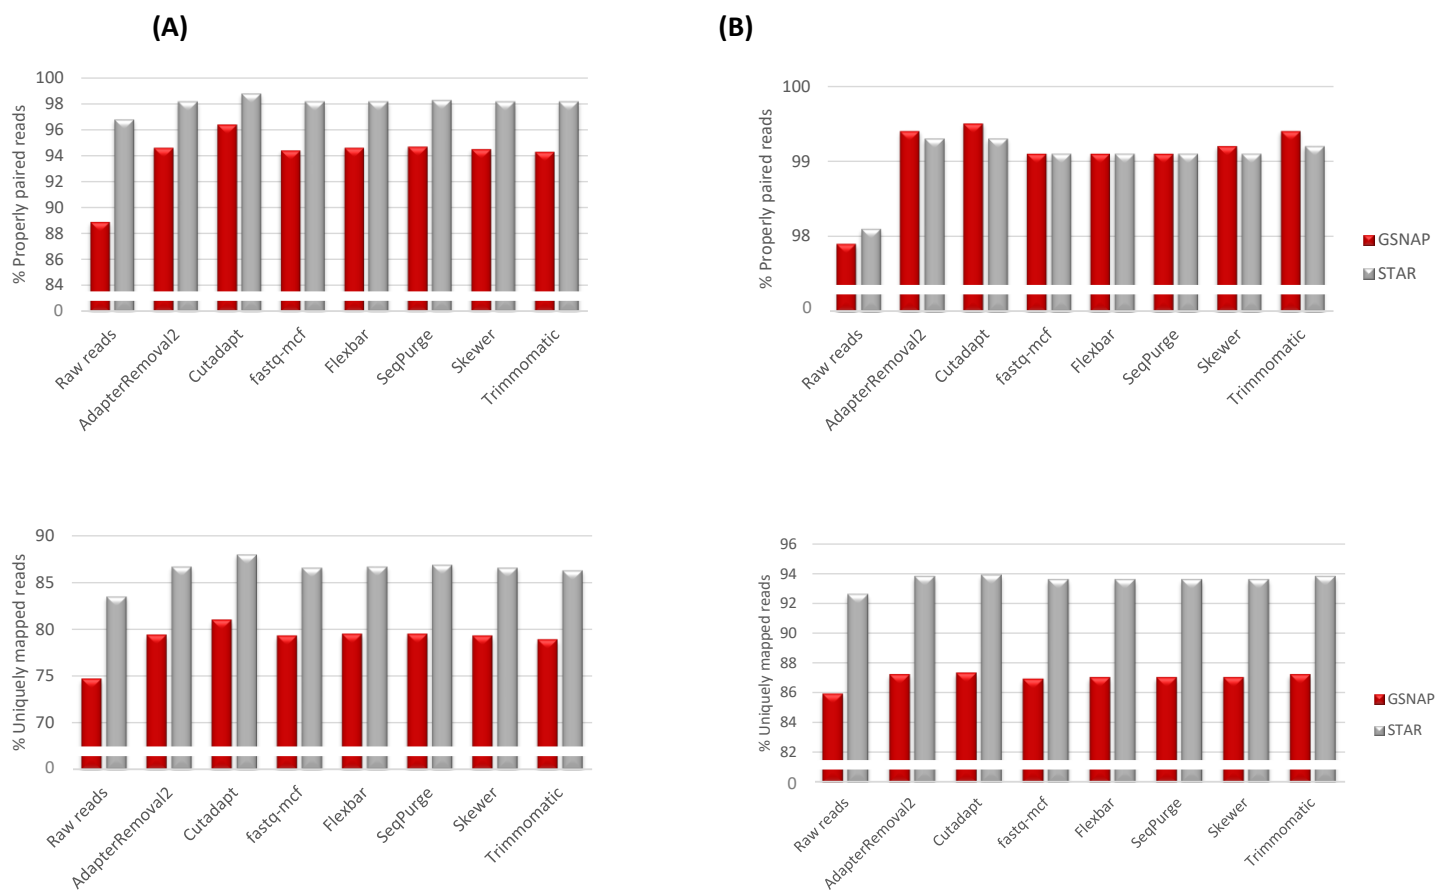 (A)
(B)
% Properly paired reads
100
98
96
94
92
90
88
86
84
0
Raw reads
AdapterRemoval2
Cutadapt
fastq-mcf
Flexbar
SeqPurge
Skewer
Trimmomatic
% Properly paired reads
100
99
98
0
Raw reads
AdapterRemoval2
Cutadapt
fastq-mcf
Flexbar
SeqPurge
Skewer
Trimmomatic
GSNAP
STAR
% Uniquely mapped reads
90
85
80
75
70
0
Raw reads
AdapterRemoval2
Cutadapt
fastq-mcf
Flexbar
SeqPurge
Skewer
Trimmomatic
% Uniquely mapped reads
96
94
92
90
88
86
84
82
0
Raw reads
AdapterRemoval2
Cutadapt
fastq-mcf
Flexbar
SeqPurge
Skewer
Trimmomatic
GSNAP
STAR